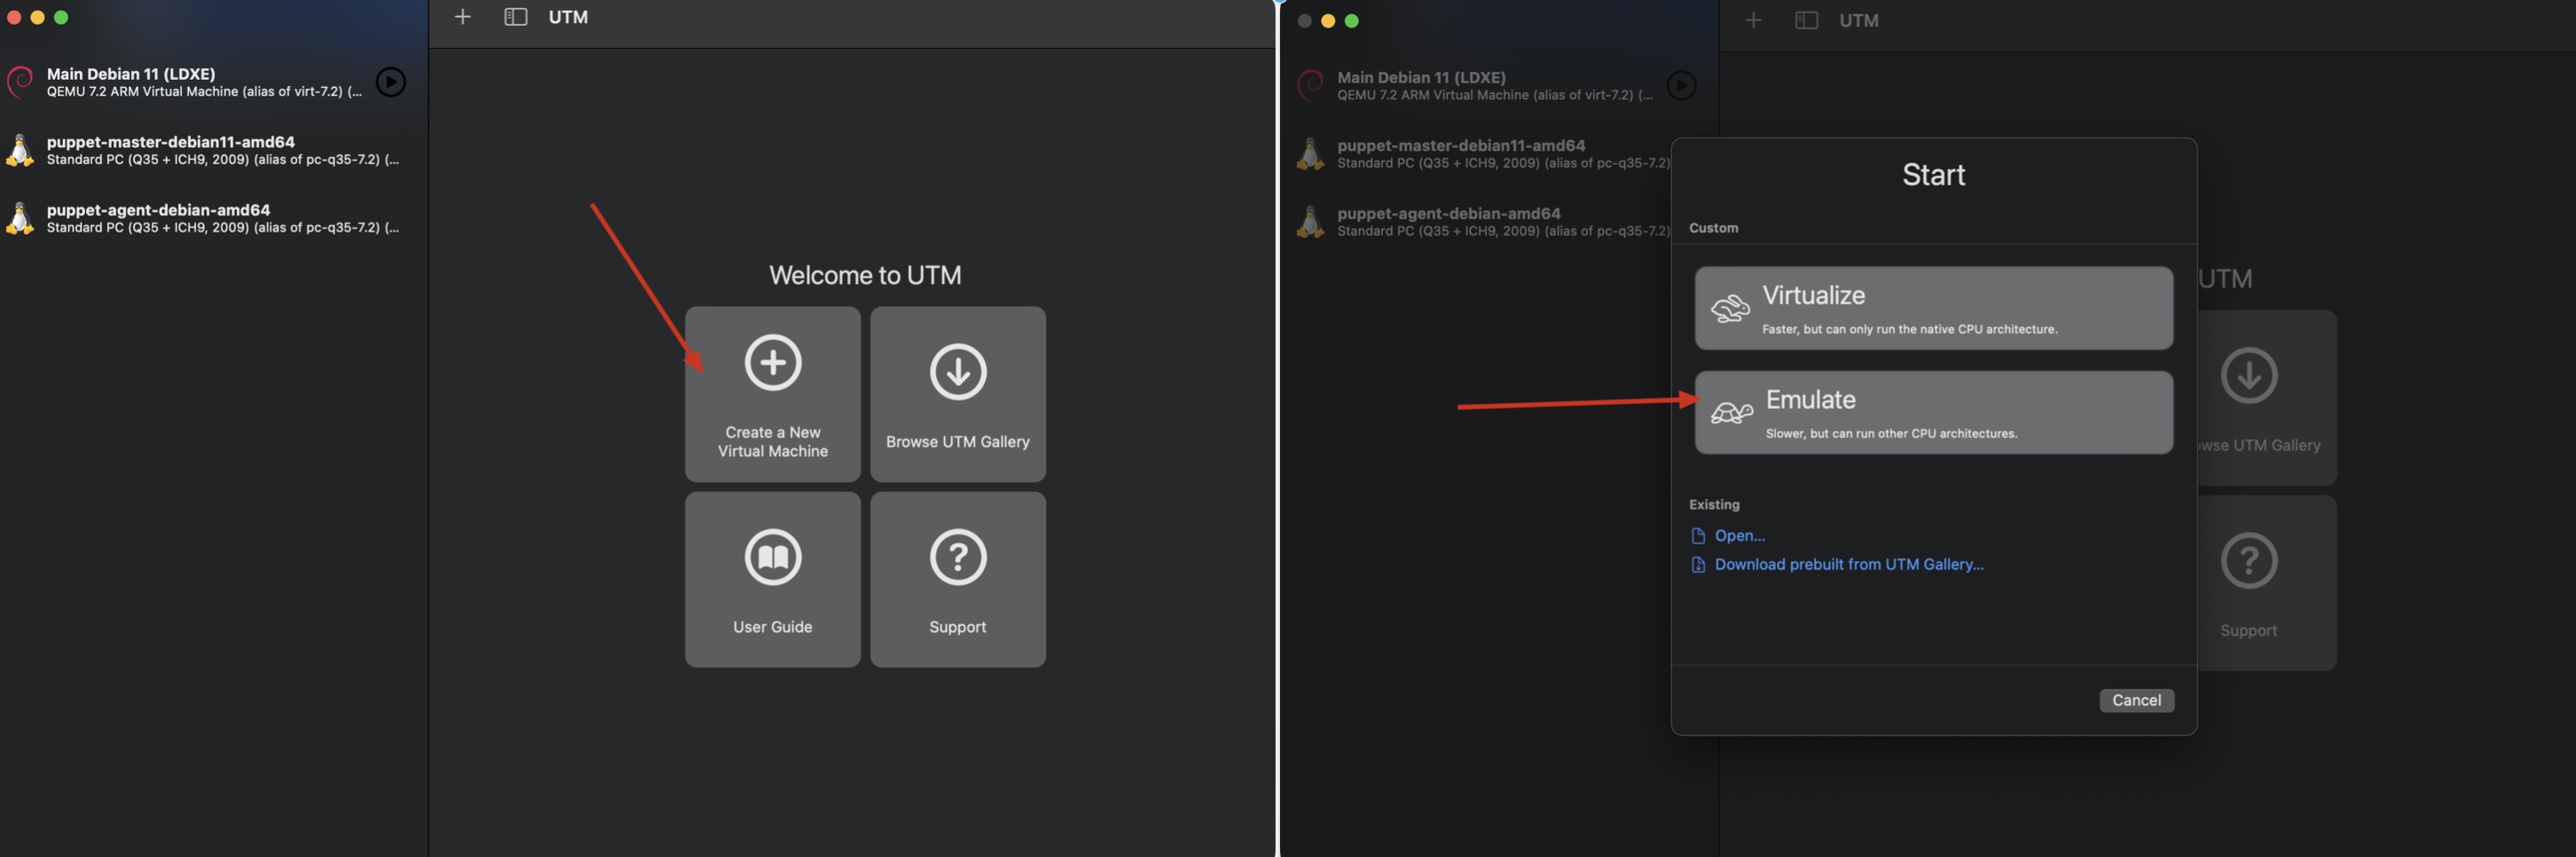 UTM
Main Debian 11 (LDXE)
QEMU 7.2 ARM Virtual Machine (alias of virt-7.2) (...
puppet-master-debian11-amd64
Standard PC (Q35 + ICH9, 2009) (alias of pc-q35-7.2) (...
puppet-agent-debian-amd64
Standard PC (Q35 + ICH9, 2009) (alias of pc-q35-7.2) (...
Welcome to UTM
Create a New
Virtual Machine
Browse UTM Gallery
User Guide
Support
UTM
Main Debian 11 (LDXE)
QEMU 7.2 ARM Virtual Machine (alias of virt-7.2) (...
puppet-master-debian11-amd64
Standard PC (Q35 + ICH9, 2009) (alias of pc-q35-7.2)
puppet-agent-debian-amd64
Standard PC (Q35 + ICH9, 2009) (alias of pc-q35-7.2)
Start
Custom
Virtualize
Faster, but can only run the native CPU architecture.
Emulate
Slower, but can run other CPU architectures.
Existing
Open...
Download prebuilt from UTM Gallery...
Cancel
UTM
wse UTM Gallery
Support